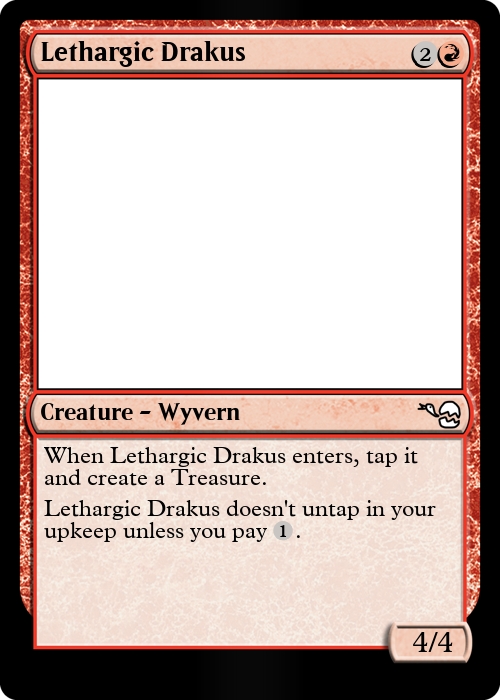 Lethargic Drakus
2
Creature – Wyvern
When Lethargic Drakus enters, tap it
and create a Treasure.
Lethargic Drakus doesn't untap in your
upkeep unless you pay 1.
4/4